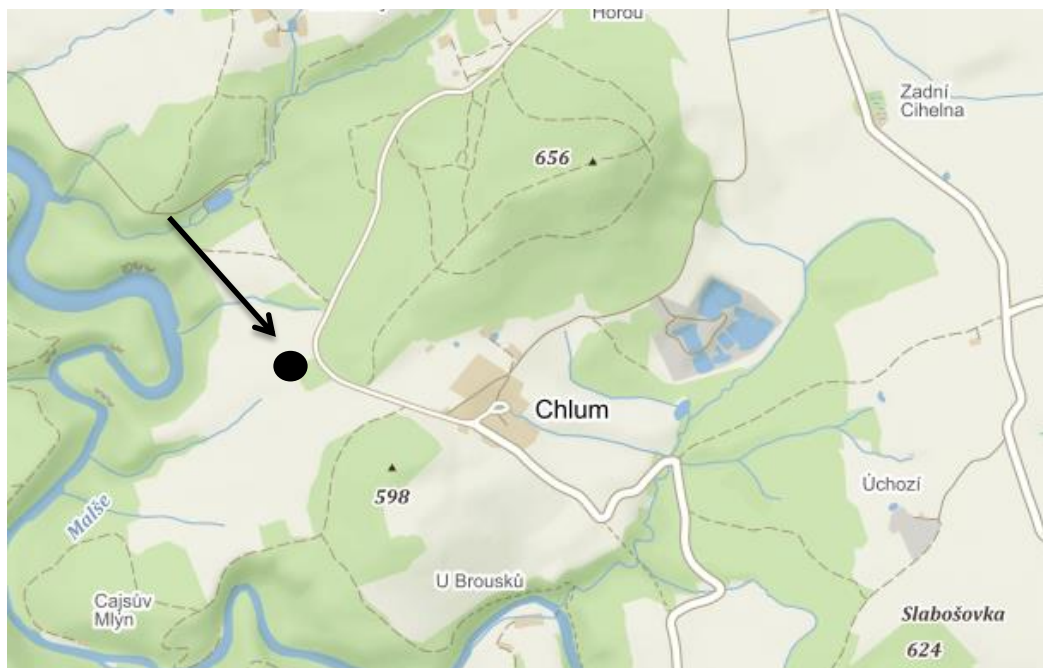 Horou
Zadní
Cihelna
656
Chlum
598
Úchozí
Malše
U Brousků
Cajsův
Mlýn
Slabošovka
624